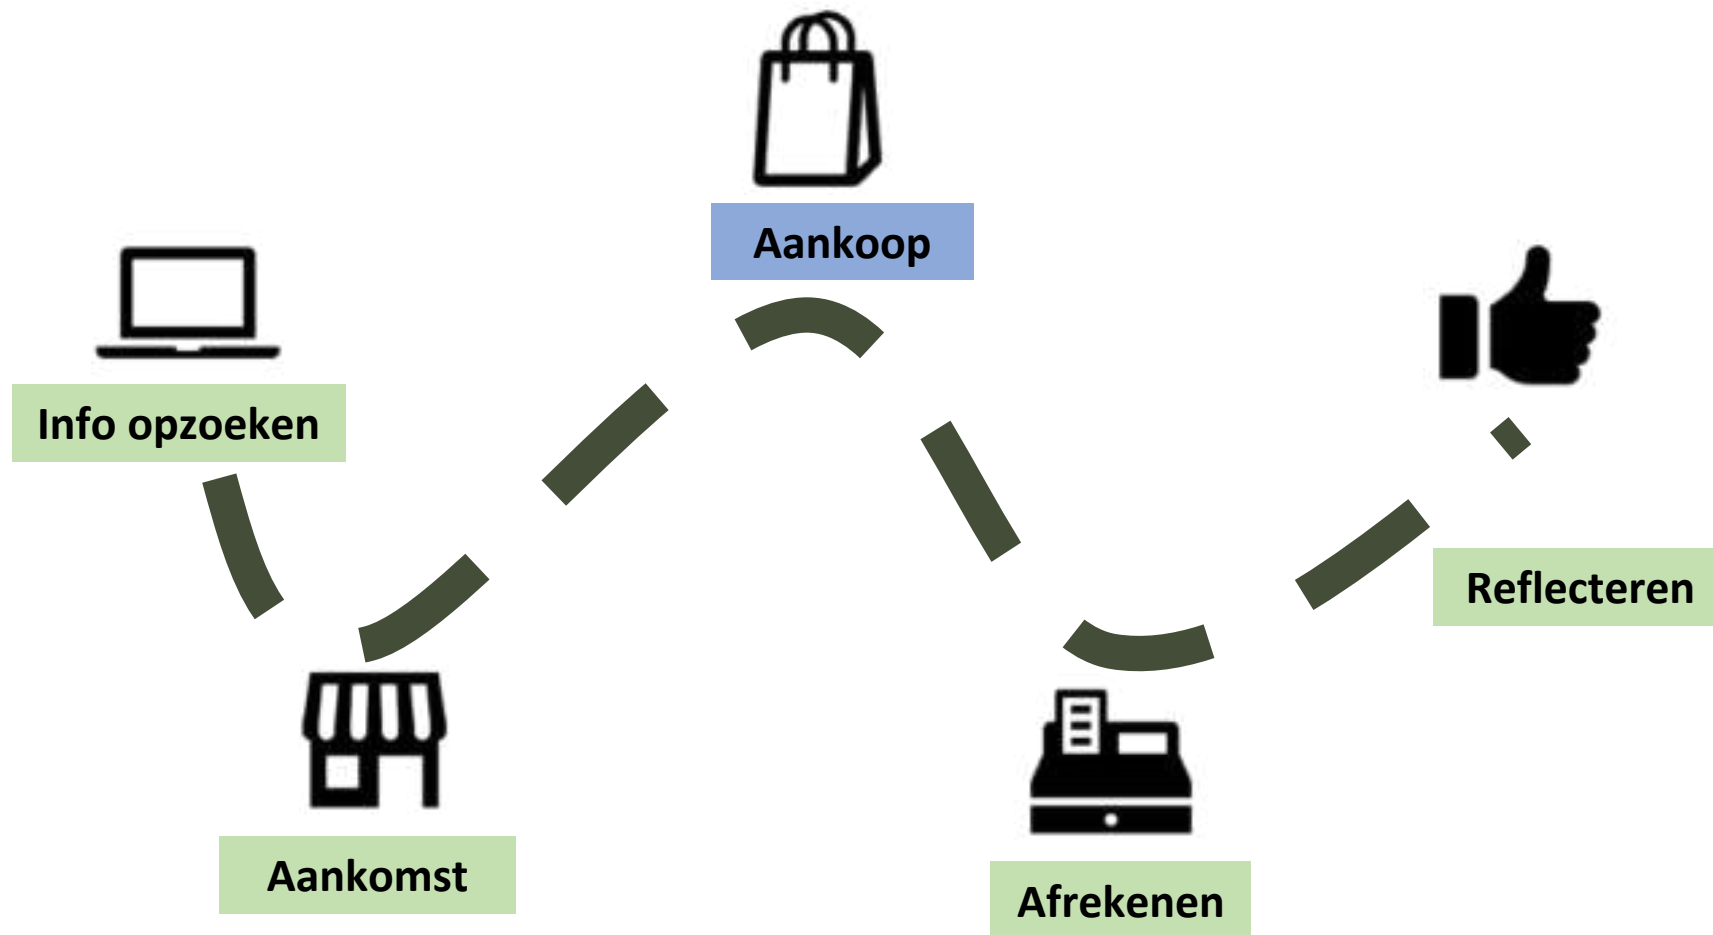 Info opzoeken
Aankomst
Aankoop
Afrekenen
Reflecteren